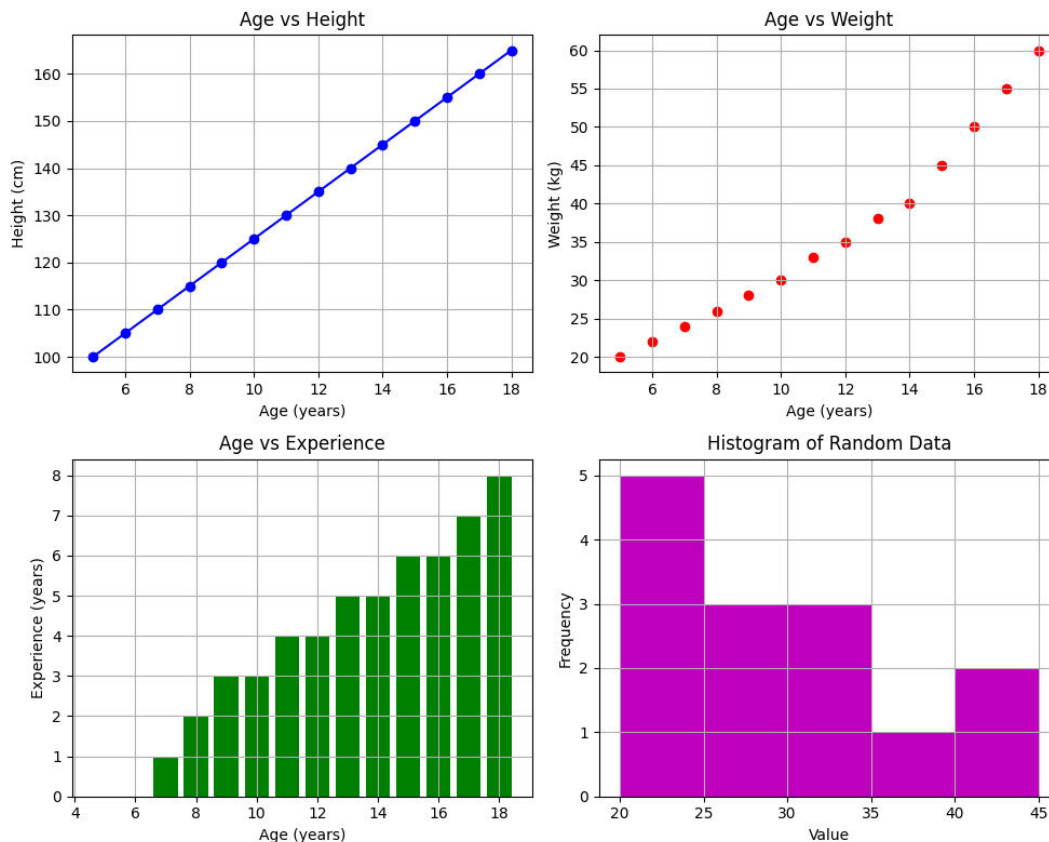 Age vs Height
160
150
140
130
120
110
100
Height (cm)
6 8 10 12 14 16 18
Age (years)
Age vs Weight
60
55
50
45
40
35
30
25
20
Weight (kg)
6 8 10 12 14 16 18
Age (years)
Age vs Experience
8
7
6
5
4
3
2
1
0
Experience (years)
4 6 8 10 12 14 16 18
Age (years)
Histogram of Random Data
5
4
3
2
1
0
Frequency
20 25 30 35 40 45
Value